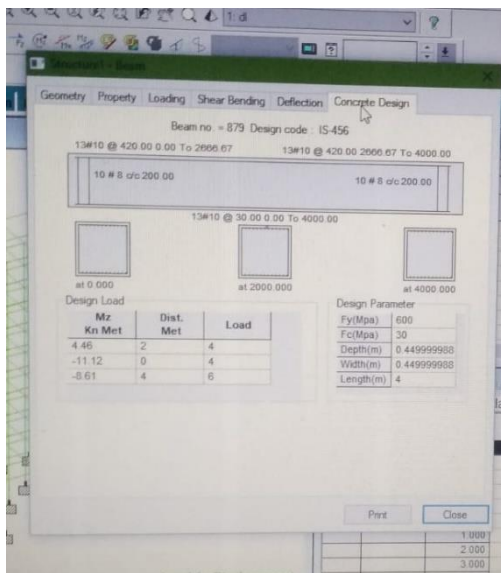 1: d
Structure1 - Beam
Geometry Property Loading Shear Bending Deflection Concrete Design
Beam no. = 879 Design code : IS-456
13#10 @ 420.00 0.00 To 2666.67 13#10 @ 420.00 2666.67 To 4000.00
10 # 8 c/c 200.00 10 # 8 c/c 200.00
13#10 @ 30.00 0.00 To 4000.00
at 0.000 at 2000.000 at 4000.000
Design Load Design Parameter
Mz Kn Met Dist. Met Load
4.46 2 4
-11.12 0 4
-8.61 4 6
Fy(Mpa) 600
Fc(Mpa) 30
Depth(m) 0.449999988
Width(m) 0.449999988
Length(m) 4
Print Close
1.000
2.000
3.000